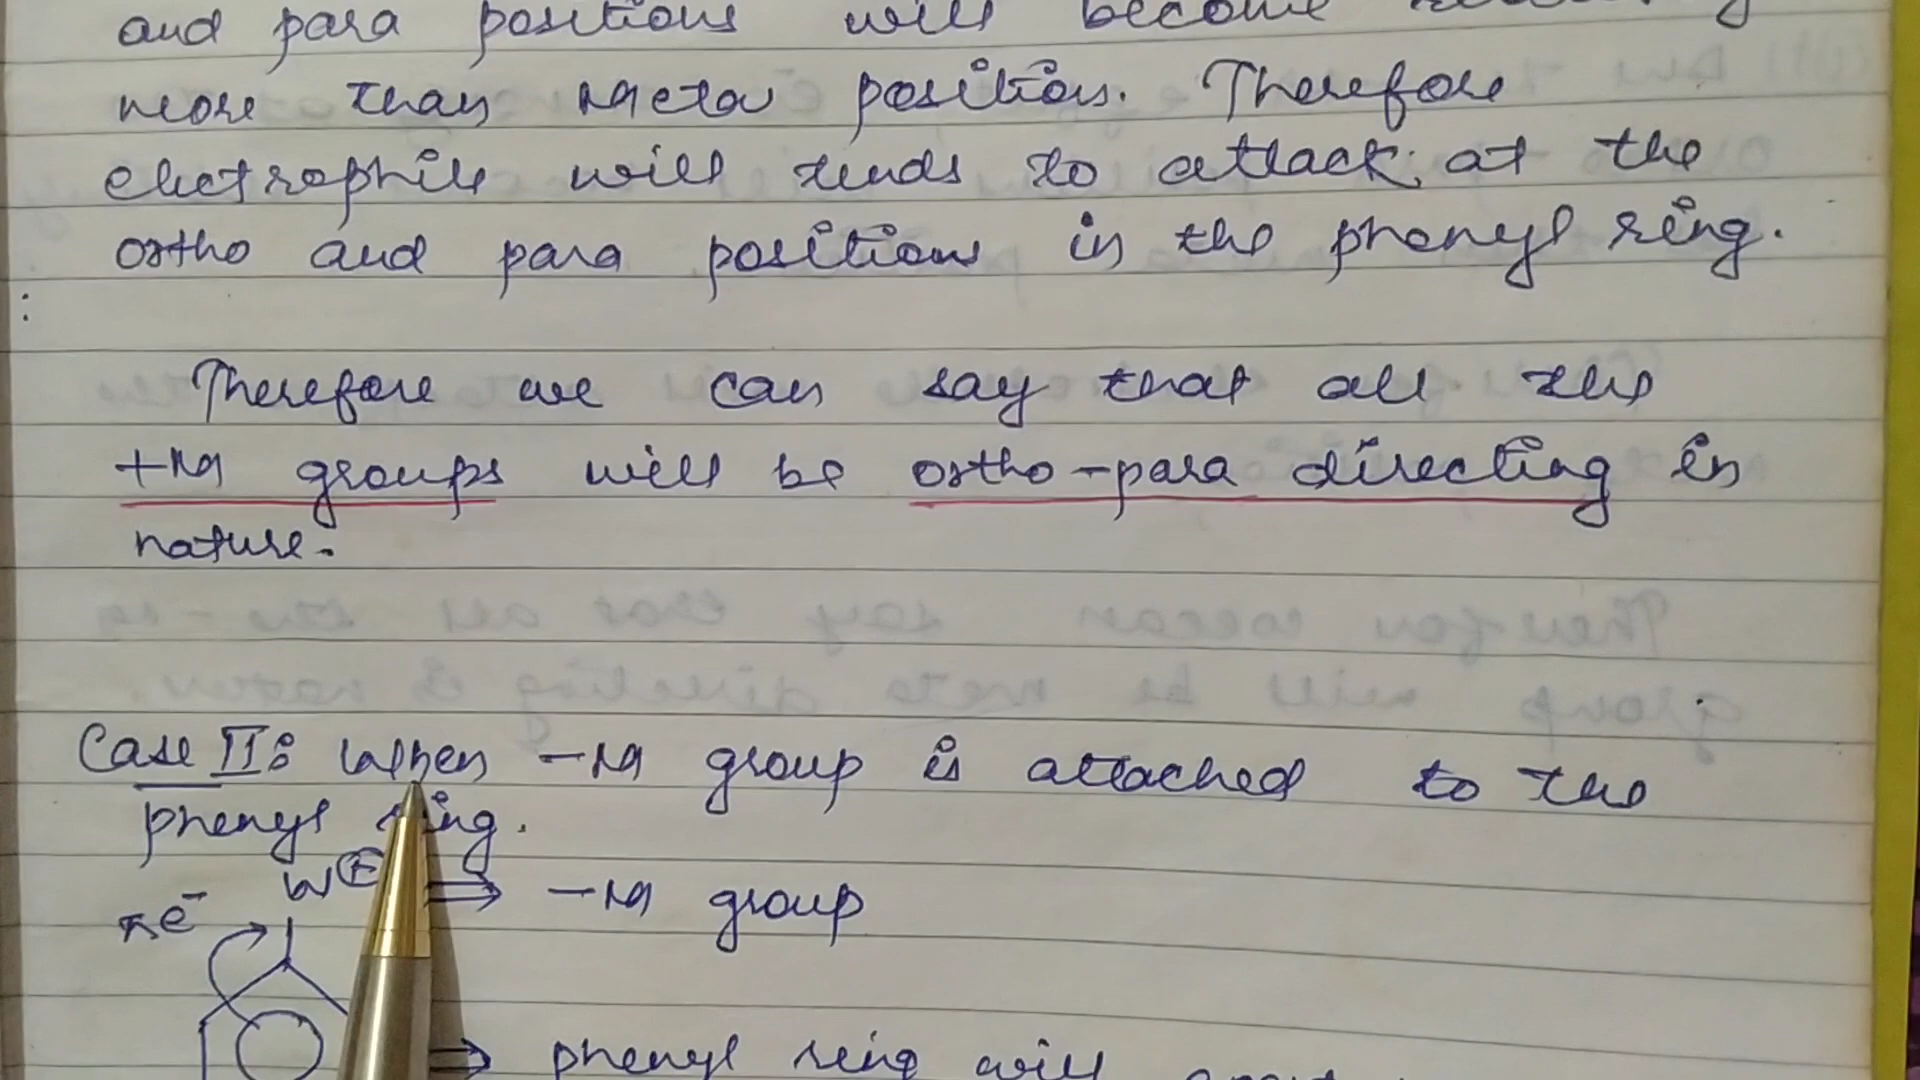 and para positions will become
more than meta position. Therefore
electrophile will tends to attack at the
ortho and para positions in the phenyl ring.
Therefore we can say that all the
+M groups will be ortho-para directing in
nature.
Case II: When -M group is attached to the
phenyl ring.
W⊕ ⇒ -M group
πe⁻
⇒ phenyl ring will